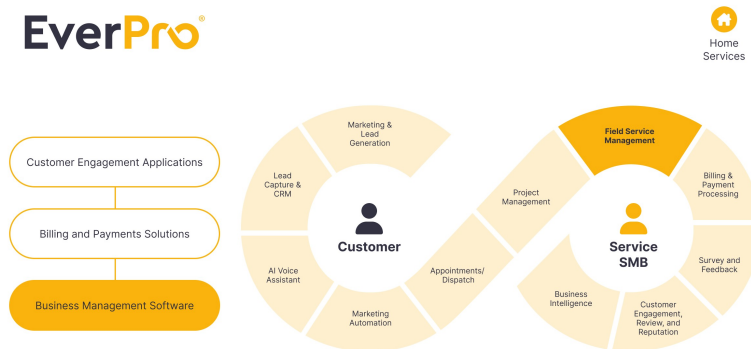 EverPro®
Home
Services
Customer Engagement Applications
Billing and Payments Solutions
Business Management Software
Marketing &
Lead
Generation
Lead
Capture &
CRM
AI Voice
Assistant
Marketing
Automation
Appointments/
Dispatch
Project
Management
Customer
Field Service
Management
Billing &
Payment
Processing
Survey and
Feedback
Customer
Engagement,
Review, and
Reputation
Business
Intelligence
Service
SMB